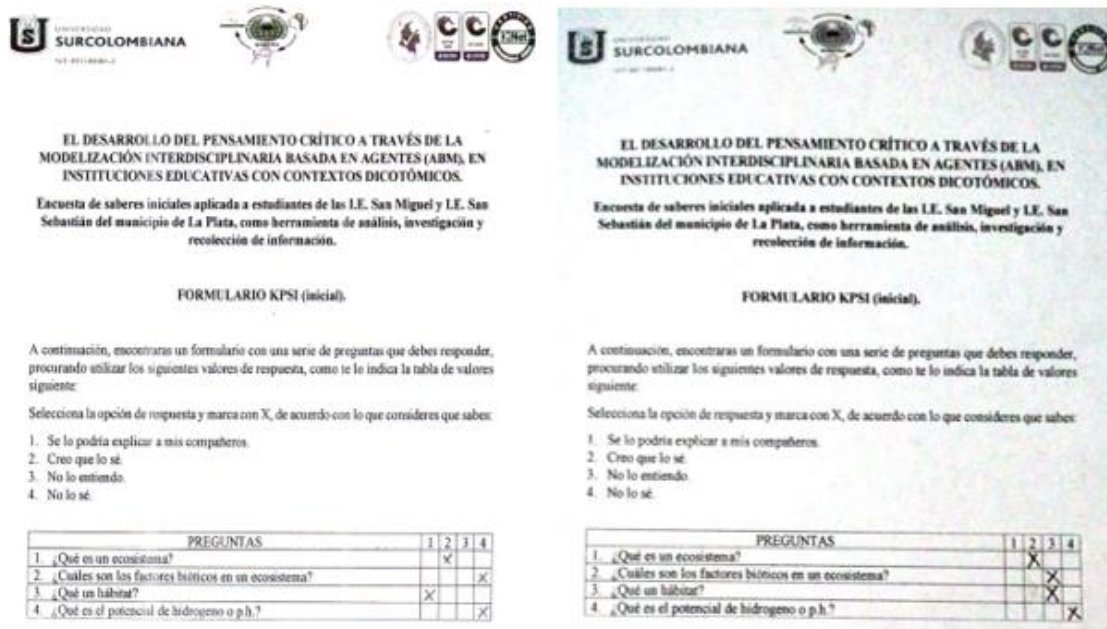 UNIVERSIDAD
SURCOLOMBIANA
EL DESARROLLO DEL PENSAMIENTO CRÍTICO A TRAVÉS DE LA
MODELIZACIÓN INTERDISCIPLINARIA BASADA EN AGENTES (ABM), EN
INSTITUCIONES EDUCATIVAS CON CONTEXTOS DICOTÓMICOS.
Encuesta de saberes iniciales aplicada a estudiantes de las I.E. San Miguel y I.E. San
Sebastián del municipio de La Plata, como herramienta de análisis, investigación y
recolección de información.
FORMULARIO KPSI (inicial).
A continuación, encontraras un formulario con una serie de preguntas que debes responder,
procurando utilizar los siguientes valores de respuesta, como te lo indica la tabla de valores
siguiente:
Selecciona la opción de respuesta y marca con X, de acuerdo con lo que consideres que sabes:
1. Se lo podría explicar a mis compañeros.
2. Creo que lo sé.
3. No lo entiendo.
4. No lo sé.
PREGUNTAS 1 2 3 4
1. ¿Qué es un ecosistema? X
2. ¿Cuáles son los factores bióticos en un ecosistema? X
3. ¿Qué un hábitat? X
4. ¿Qué es el potencial de hidrogeno o p.h.? X
UNIVERSIDAD
SURCOLOMBIANA
EL DESARROLLO DEL PENSAMIENTO CRÍTICO A TRAVÉS DE LA
MODELIZACIÓN INTERDISCIPLINARIA BASADA EN AGENTES (ABM), EN
INSTITUCIONES EDUCATIVAS CON CONTEXTOS DICOTÓMICOS.
Encuesta de saberes iniciales aplicada a estudiantes de las I.E. San Miguel y I.E. San
Sebastián del municipio de La Plata, como herramienta de análisis, investigación y
recolección de información.
FORMULARIO KPSI (inicial).
A continuación, encontraras un formulario con una serie de preguntas que debes responder,
procurando utilizar los siguientes valores de respuesta, como te lo indica la tabla de valores
siguiente:
Selecciona la opción de respuesta y marca con X, de acuerdo con lo que consideres que sabes:
1. Se lo podría explicar a mis compañeros.
2. Creo que lo sé.
3. No lo entiendo.
4. No lo sé.
PREGUNTAS 1 2 3 4
1. ¿Qué es un ecosistema? X
2. ¿Cuáles son los factores bióticos en un ecosistema? X
3. ¿Qué un hábitat? X
4. ¿Qué es el potencial de hidrogeno o p.h.? X